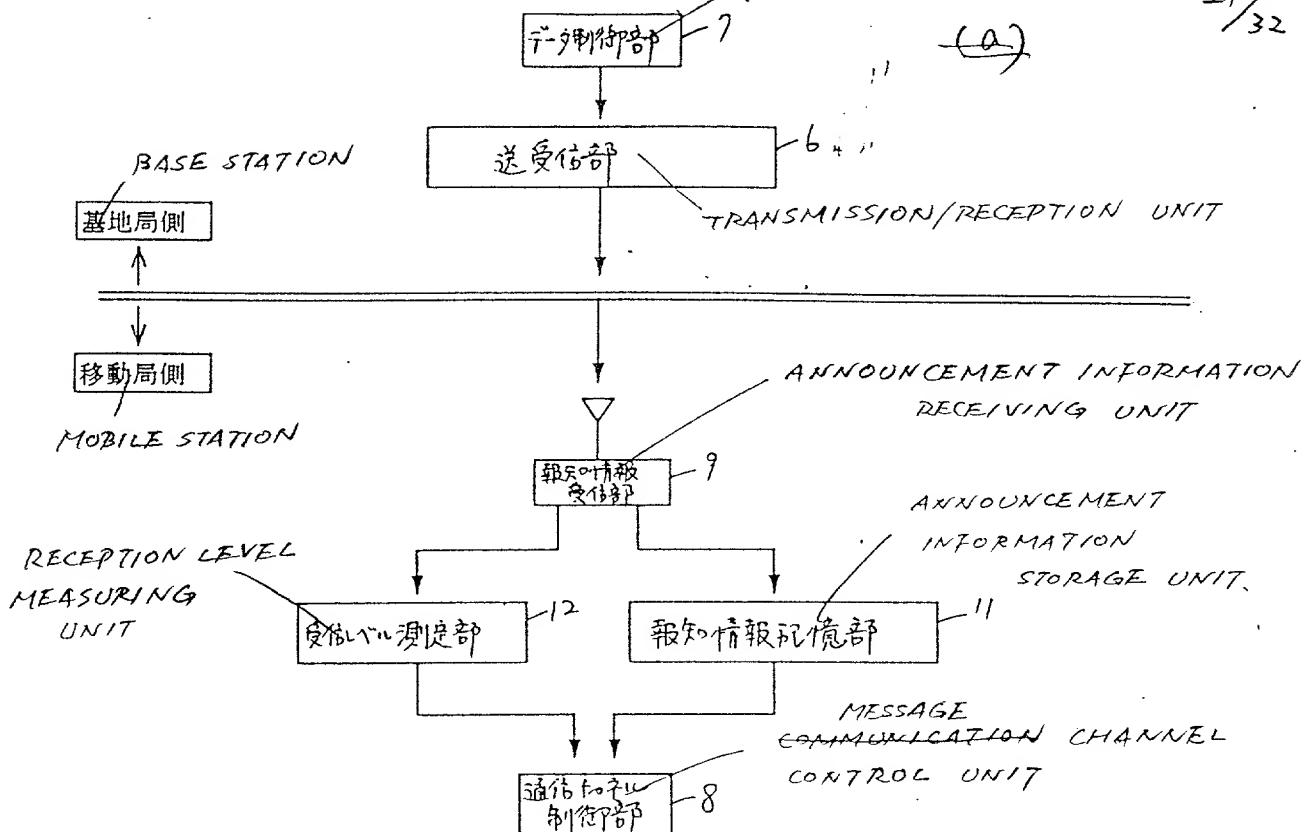 データ制御部
7
(a)
/32
送受信部
6
BASE STATION
TRANSMISSION/RECEPTION UNIT
基地局側
移動局側
MOBILE STATION
ANNOUNCEMENT INFORMATION
RECEIVING UNIT
報知情報
受信部
9
ANNOUNCEMENT
INFORMATION
STORAGE UNIT
RECEPTION LEVEL
MEASURING
UNIT
受信レベル測定部
12
報知情報記憶部
11
MESSAGE
COMMUNICATION CHANNEL
CONTROL UNIT
通信チャネル
制御部
8